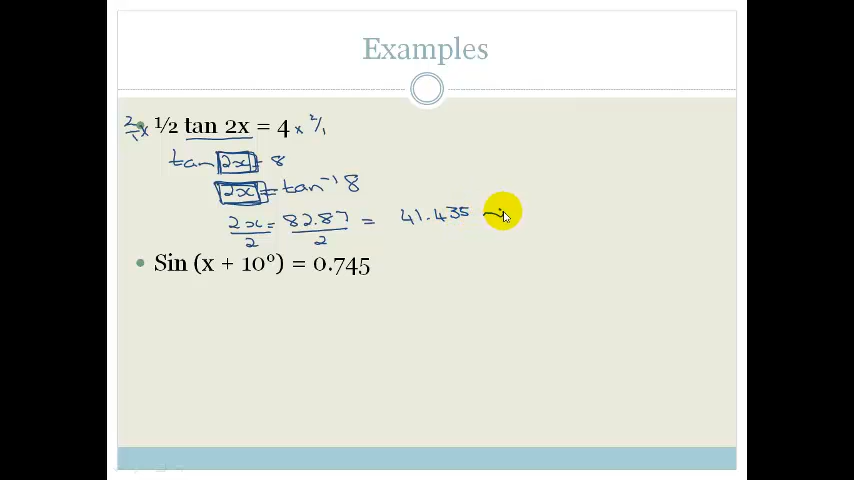 Examples
2/1 x ½ tan 2x = 4 x 2/1
tan 2x = 8
2x = tan⁻¹ 8
2x/2 = 82.87/2 = 41.435
Sin (x + 10º) = 0.745